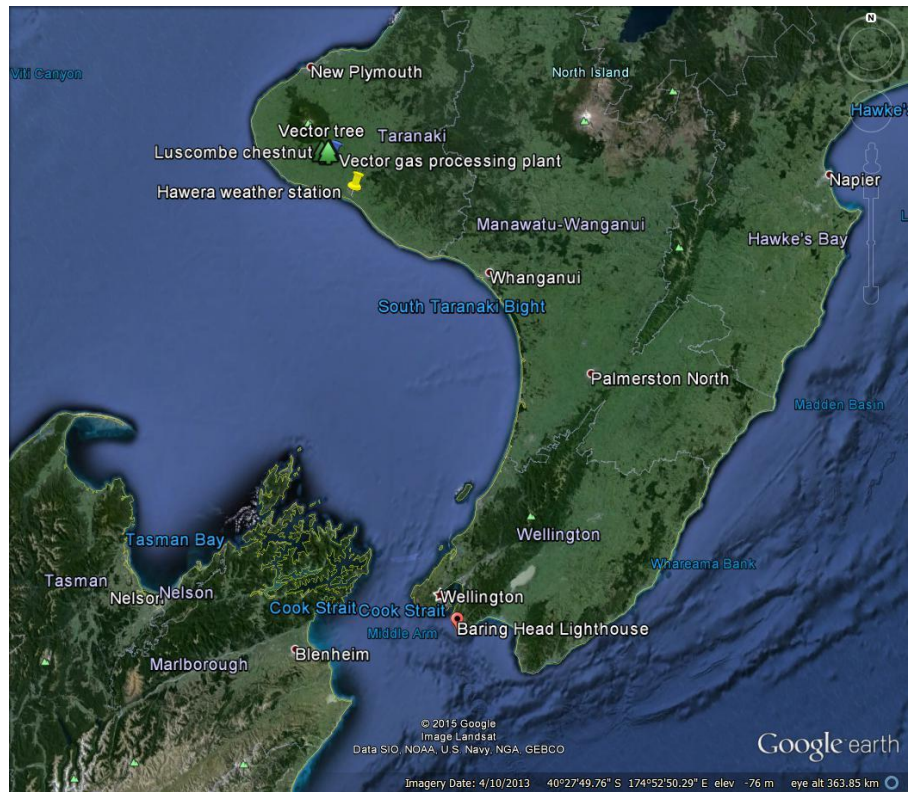 N
New Plymouth
Viti Canyon
North Island
Hawke's
Vector tree
Taranaki
Luscombe chestnut
Vector gas processing plant
Hawera weather station
Napier
Manawatu-Wanganui
Hawke's Bay
Whanganui
South Taranaki Bight
Palmerston North
Madden Basin
Tasman Bay
Wellington
Whareama Bank
Tasman
Nelson
Nelson
Wellington
Cook Strait
Cook Strait
Middle Arm
Baring Head Lighthouse
Blenheim
Marlborough
© 2015 Google
Image Landsat
Data SIO, NOAA, U.S. Navy, NGA, GEBCO
Google earth
Imagery Date: 4/10/2013 40°27'49.76" S 174°52'50.29" E elev -76 m eye alt 363.85 km